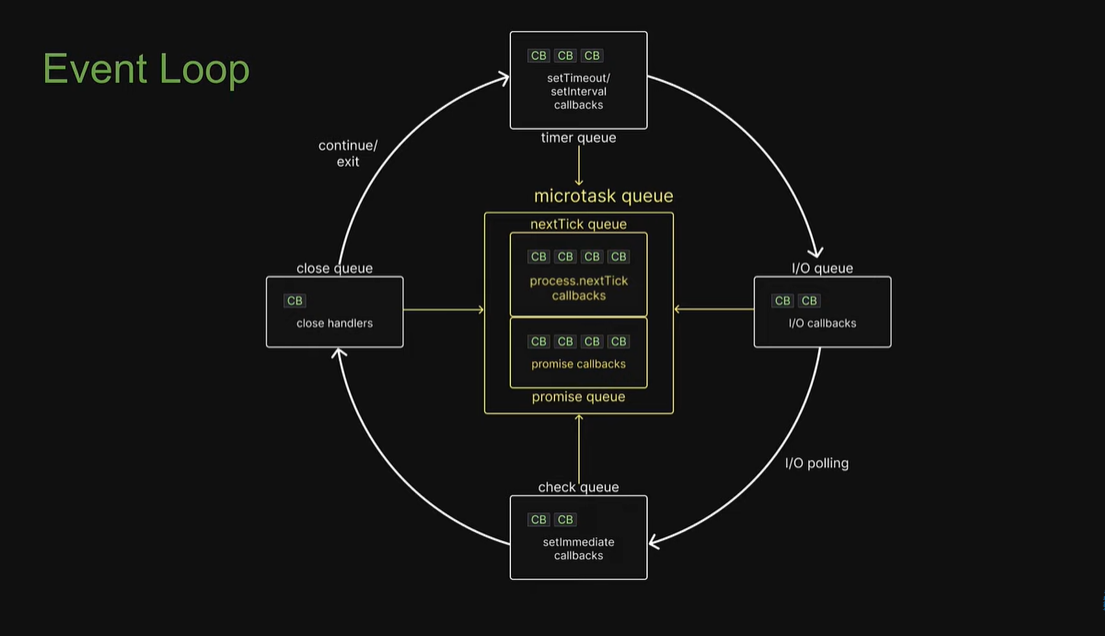 Event Loop
CB CB CB
setTimeout/
setInterval
callbacks
timer queue
continue/
exit
microtask queue
nextTick queue
CB CB CB CB
process.nextTick
callbacks
CB CB CB CB
promise callbacks
promise queue
close queue
CB
close handlers
I/O queue
CB CB
I/O callbacks
I/O polling
check queue
CB CB
setImmediate
callbacks